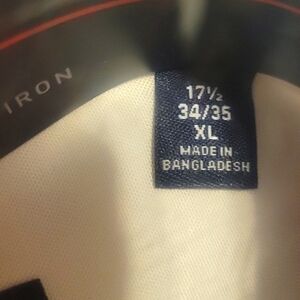 IRON
17½
34/35
XL
MADE IN
BANGLADESH